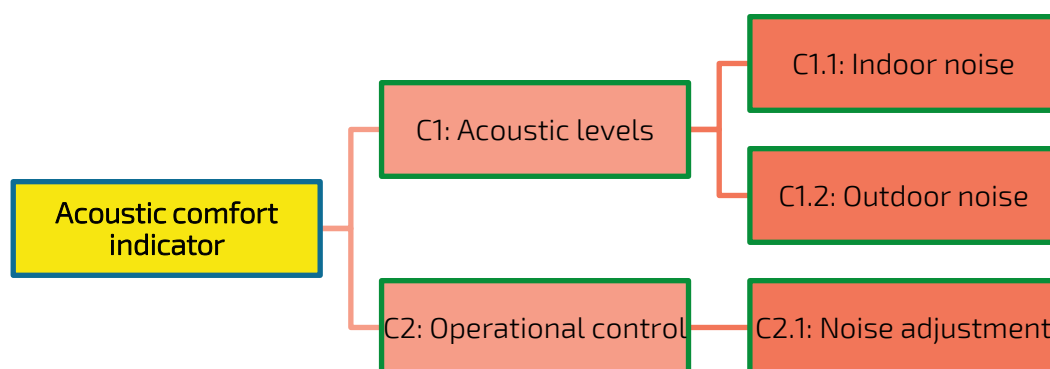 Acoustic comfort
indicator
C1: Acoustic levels
C1.1: Indoor noise
C1.2: Outdoor noise
C2: Operational control
C2.1: Noise adjustment